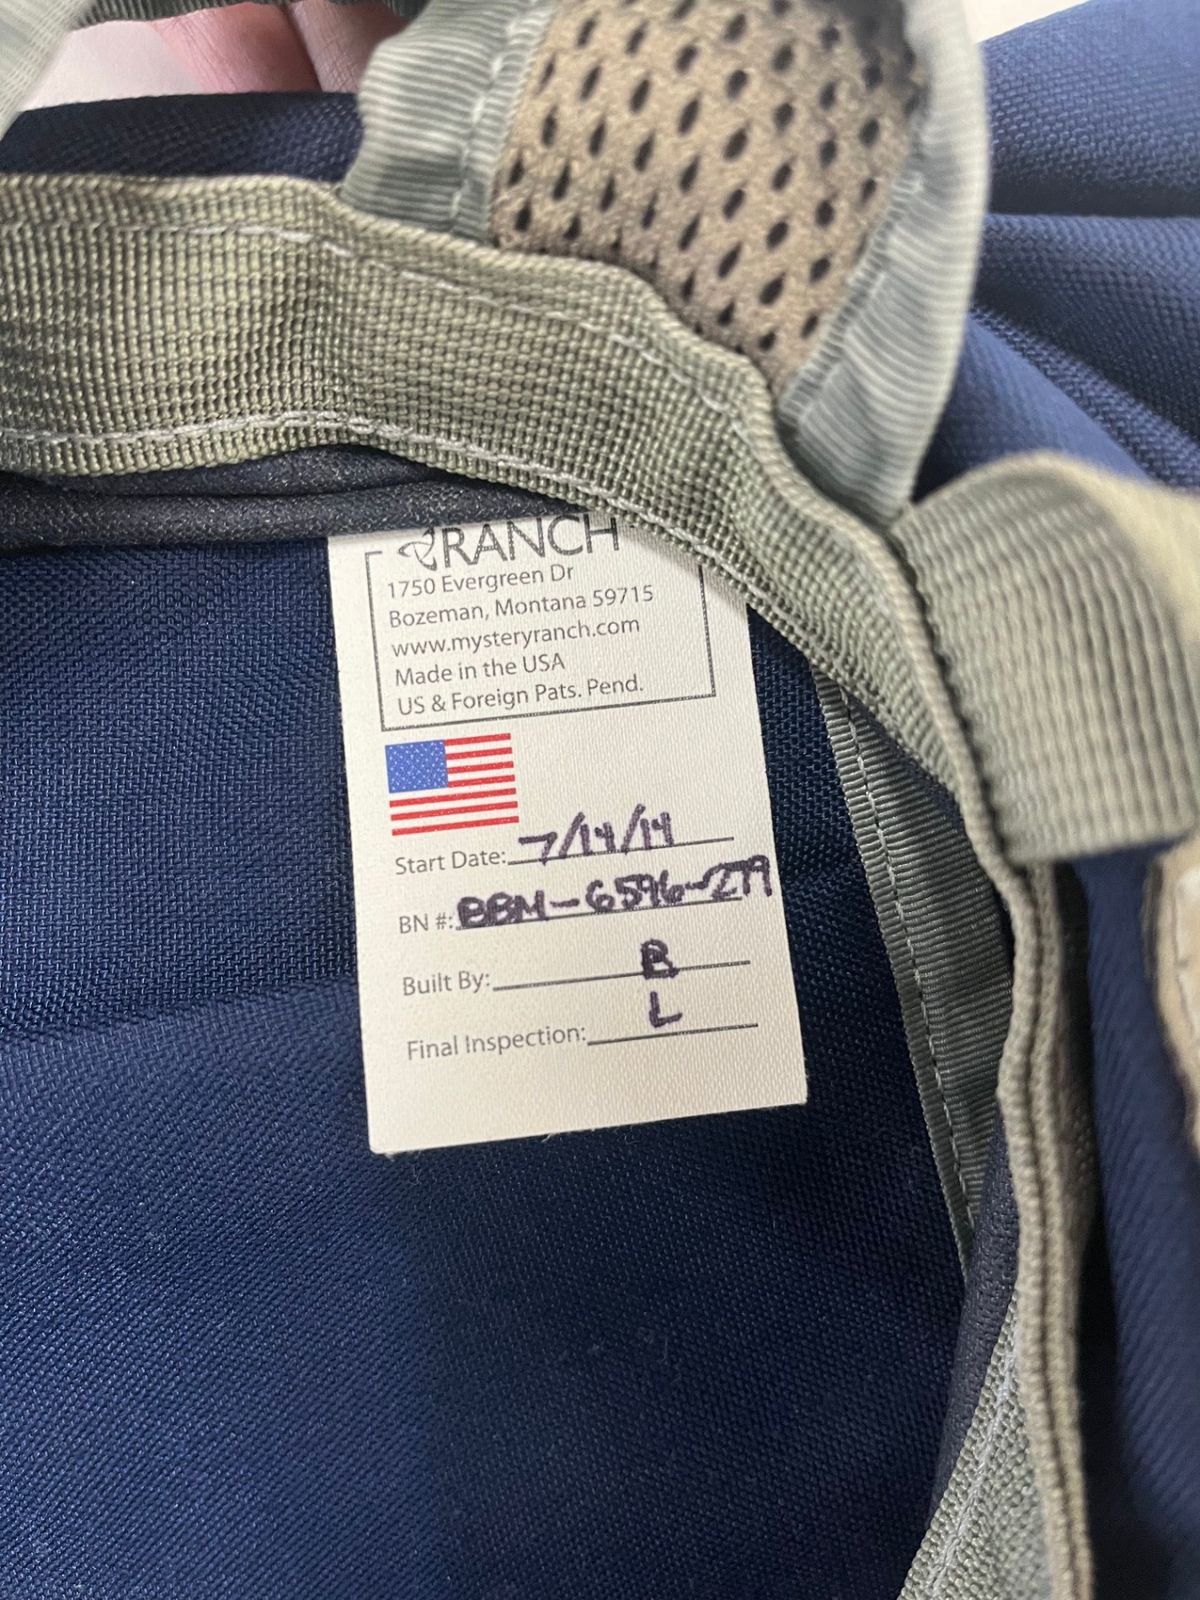 RANCH
1750 Evergreen Dr
Bozeman, Montana 59715
www.mysteryranch.com
Made in the USA
US & Foreign Pats. Pend.
Start Date: 7/14/14
BN #: BBM-6596-279
Built By: B
Final Inspection: L